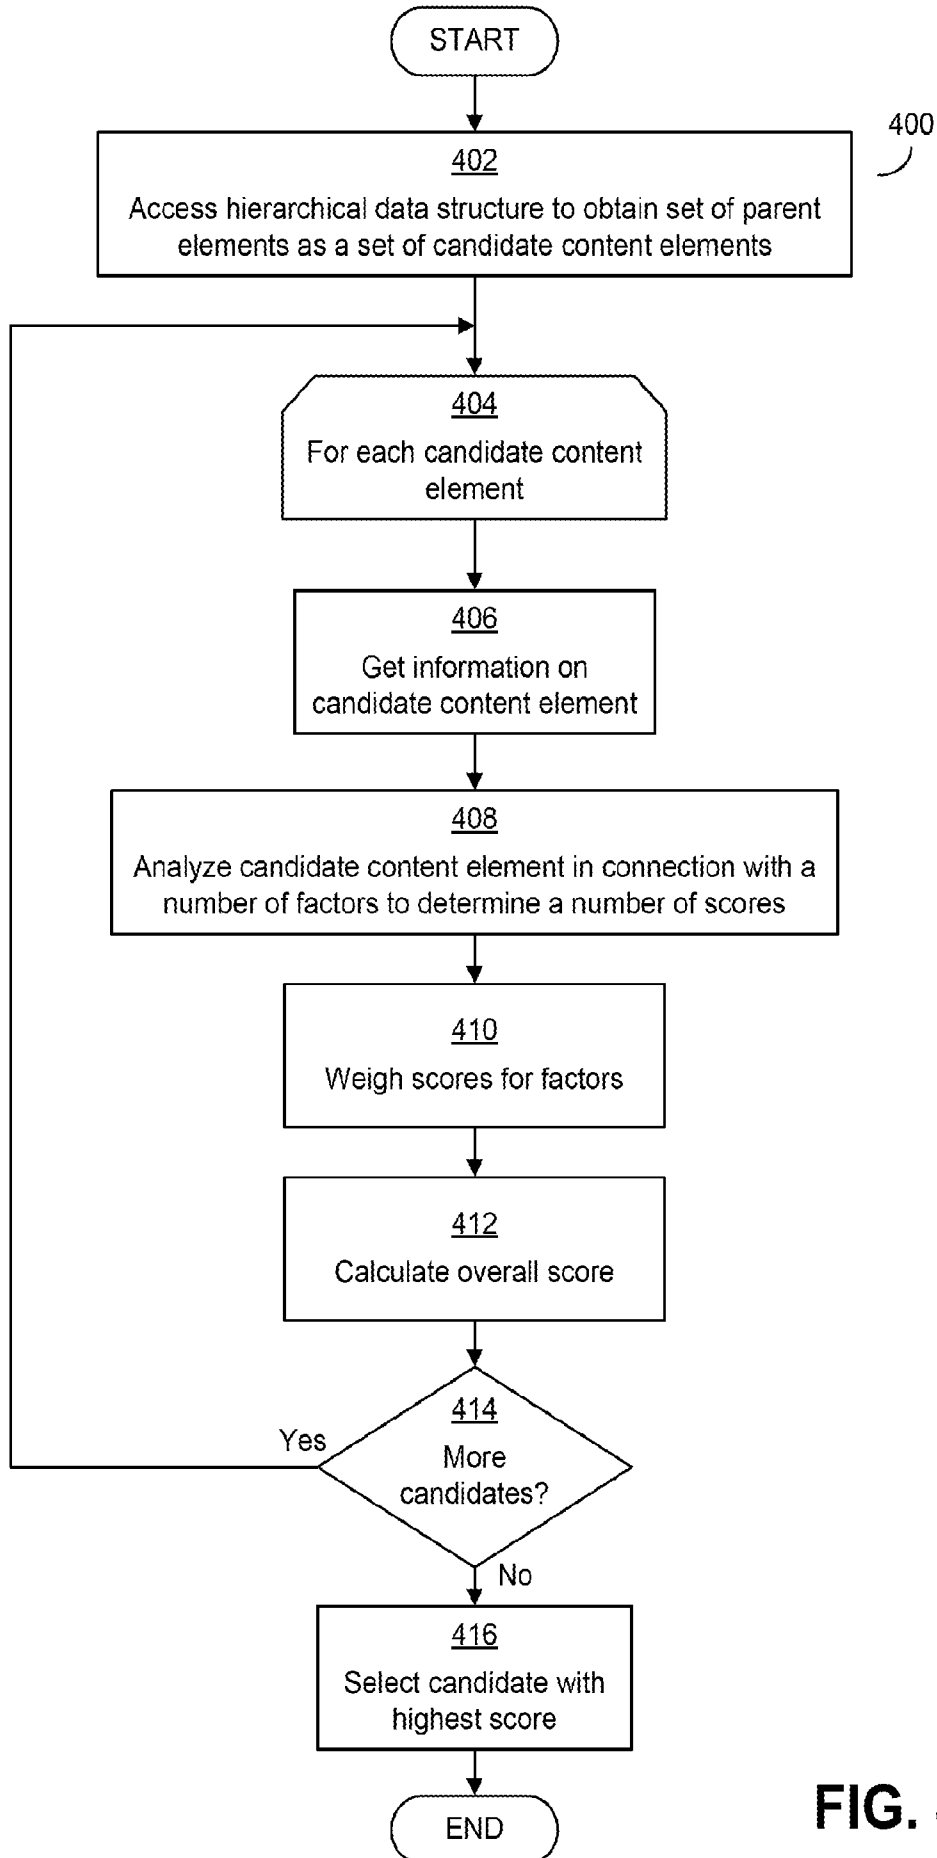 START
400
402
Access hierarchical data structure to obtain set of parent
elements as a set of candidate content elements
404
For each candidate content
element
406
Get information on
candidate content element
408
Analyze candidate content element in connection with a
number of factors to determine a number of scores
410
Weigh scores for factors
412
Calculate overall score
414
Yes
More
candidates?
No
416
Select candidate with
highest score
END
FIG.